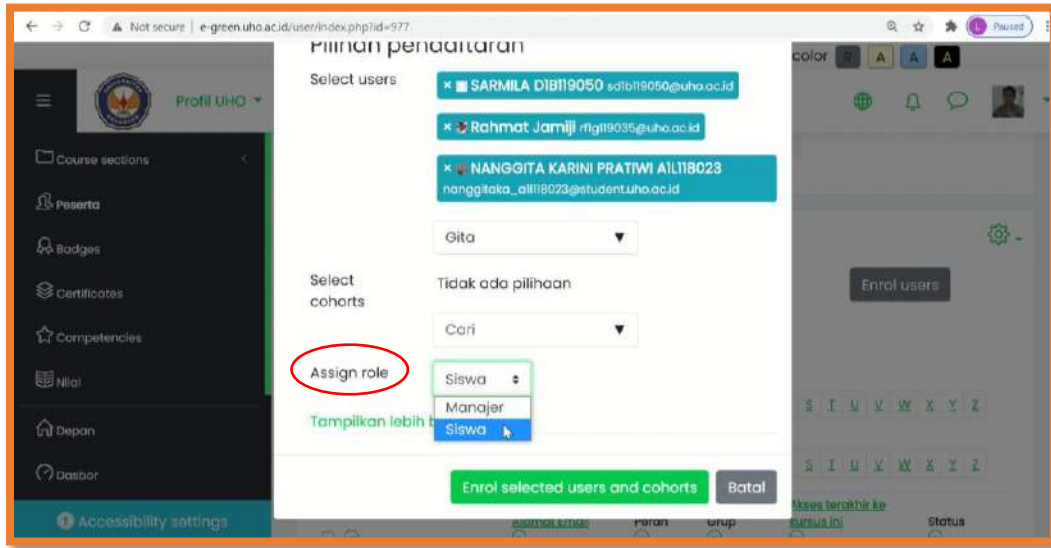 Not secure | e-green.uho.ac.id/user/index.php?id=977
Paused
Pilihan pendaftaran
color R A A A
Select users
× SARMILA D1B119050 sd1b119050@uho.ac.id
Profil UHO
× Rahmat Jamiji rf1g119035@uho.ac.id
Course sections
× NANGGITA KARINI PRATIWI A1L118023
nanggitaka_a1l118023@student.uho.ac.id
Peserta
Gita
Badges
Select
cohorts
Tidak ada pilihaan
Enrol users
Certificates
Cari
Competencies
Assign role
Siswa
Nilai
Manajer
S T U V W X Y Z
Tampilkan lebih b
Siswa
Depan
Dasbor
S T U V W X Y Z
Enrol selected users and cohorts
Batal
Akses terakhir ke
kursus ini
Accessibility settings
Alamat Email
Peran
Grup
Status